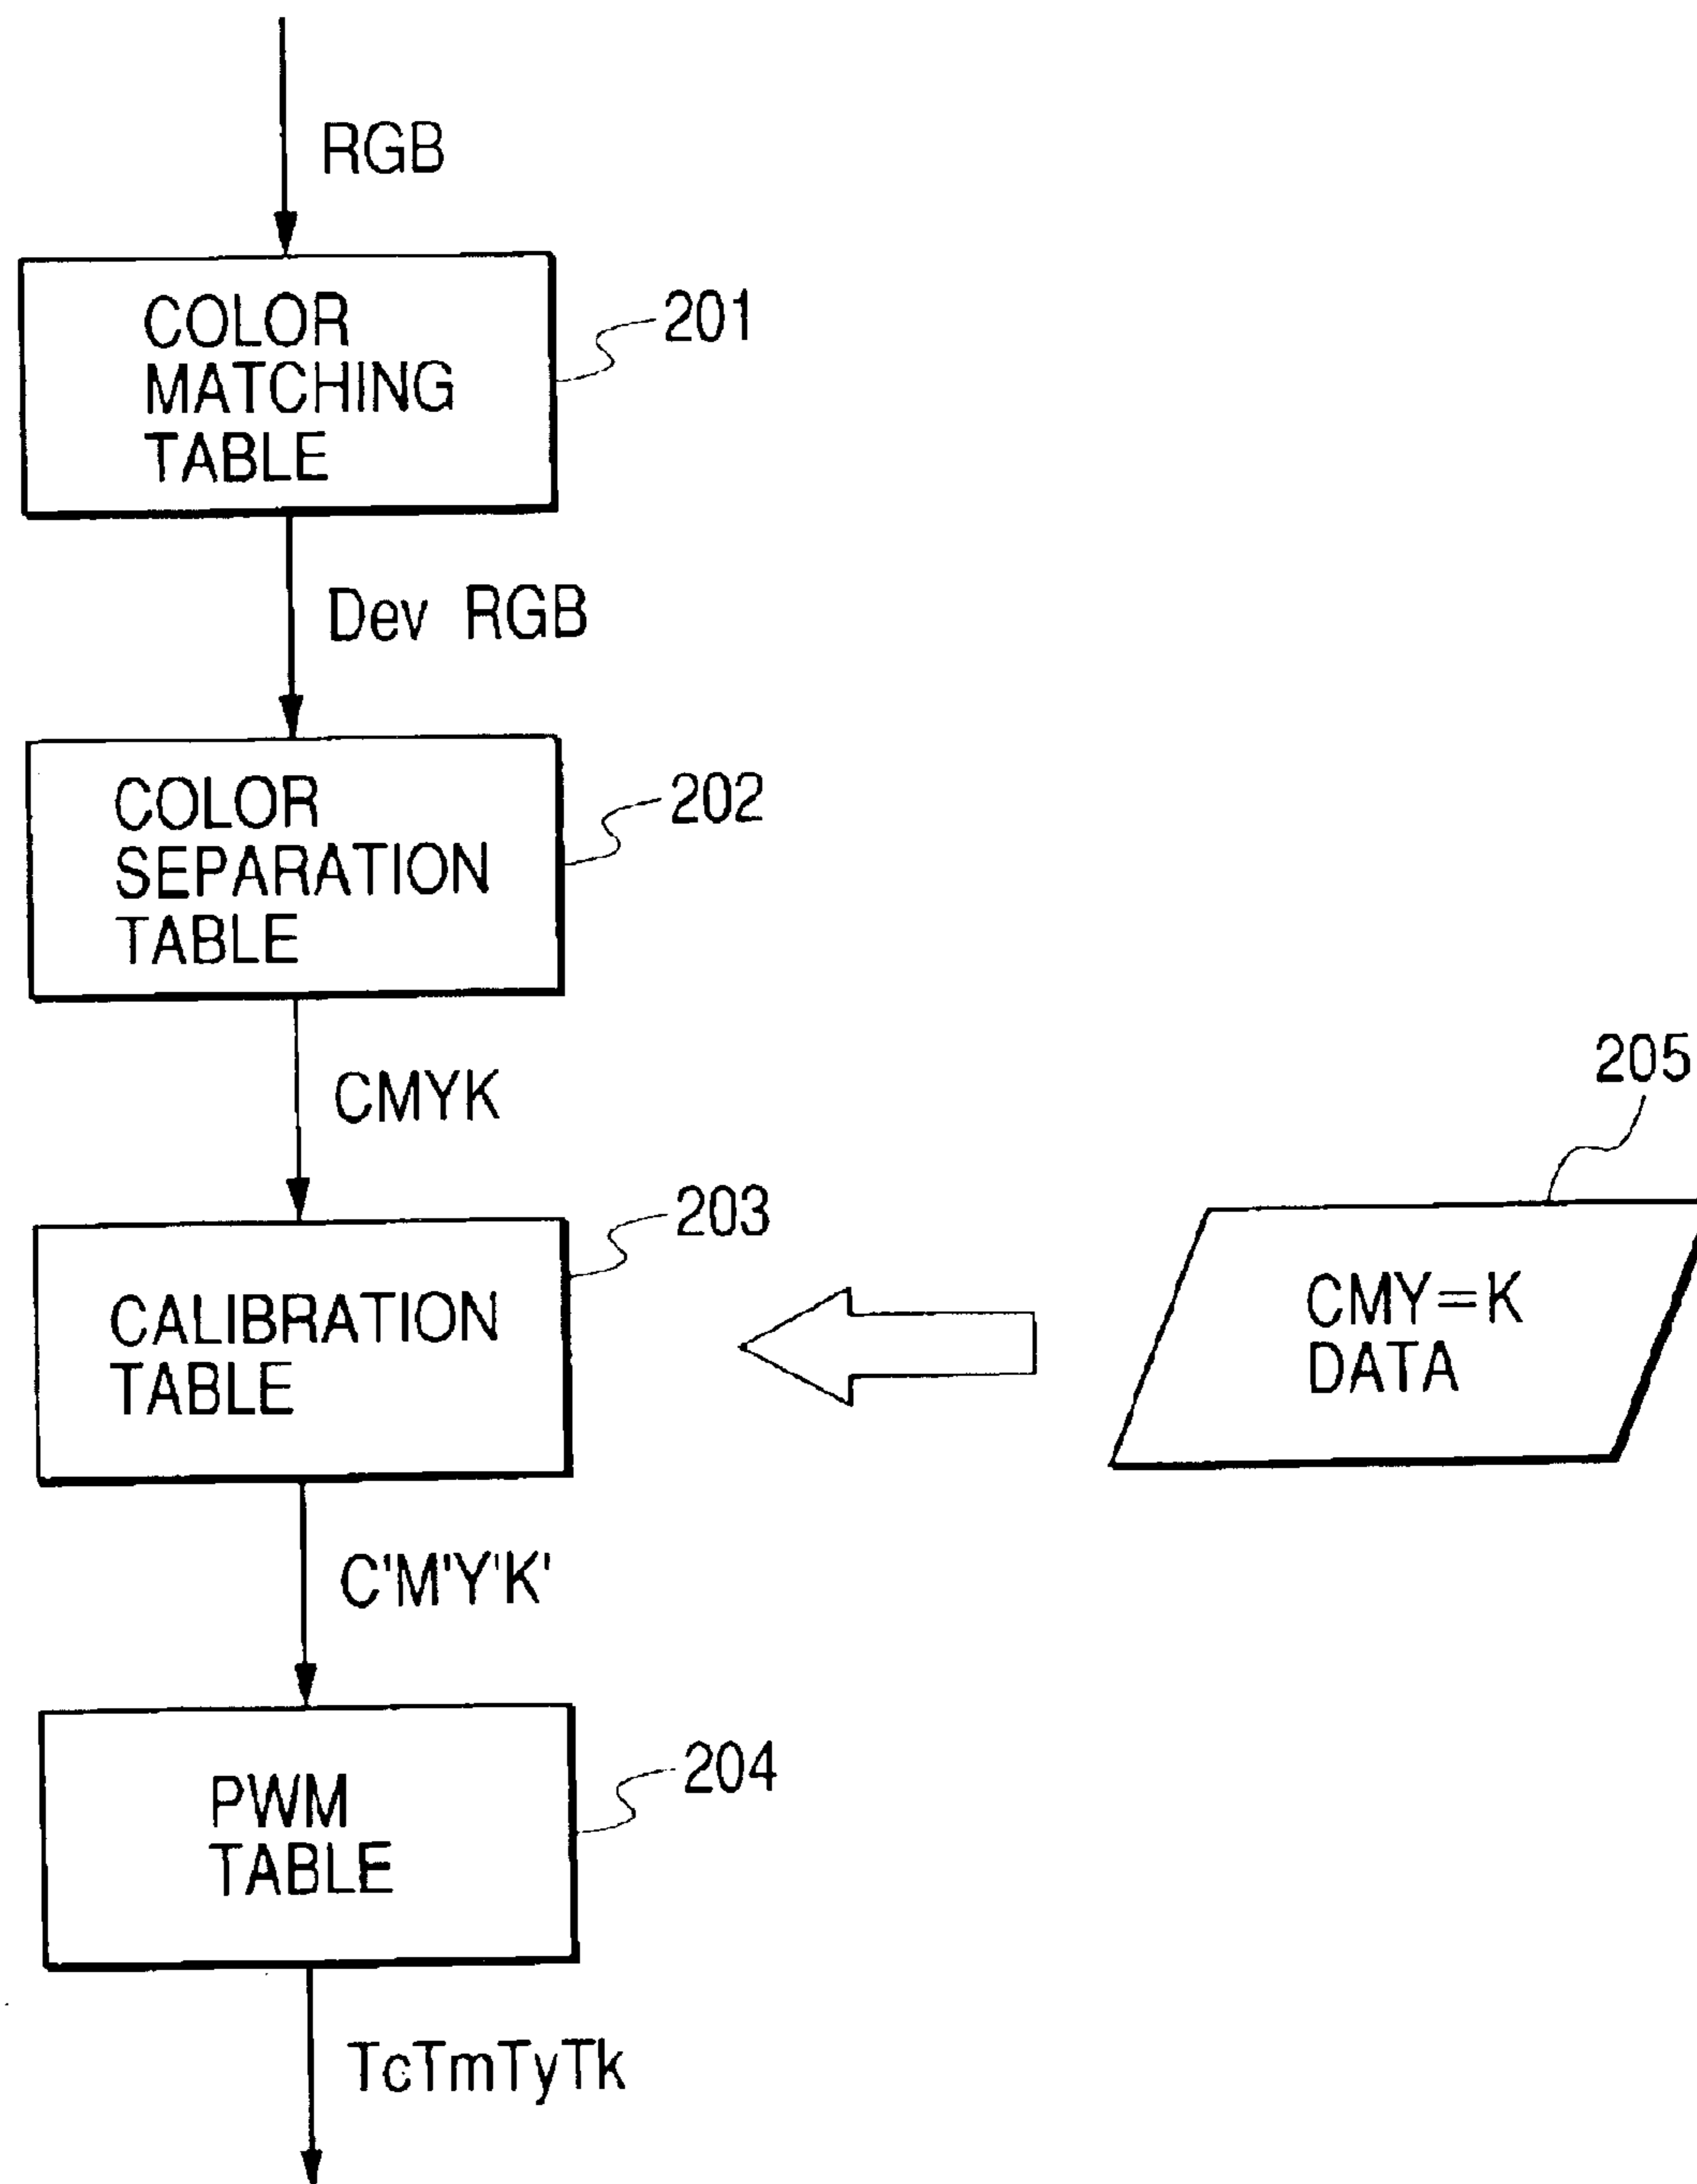 RGB
COLOR
MATCHING
TABLE
201
Dev RGB
COLOR
SEPARATION
TABLE
202
CMYK
205
CALIBRATION
TABLE
203
CMY=K
DATA
C'M'Y'K'
PWM
TABLE
204
TcTmTyTk